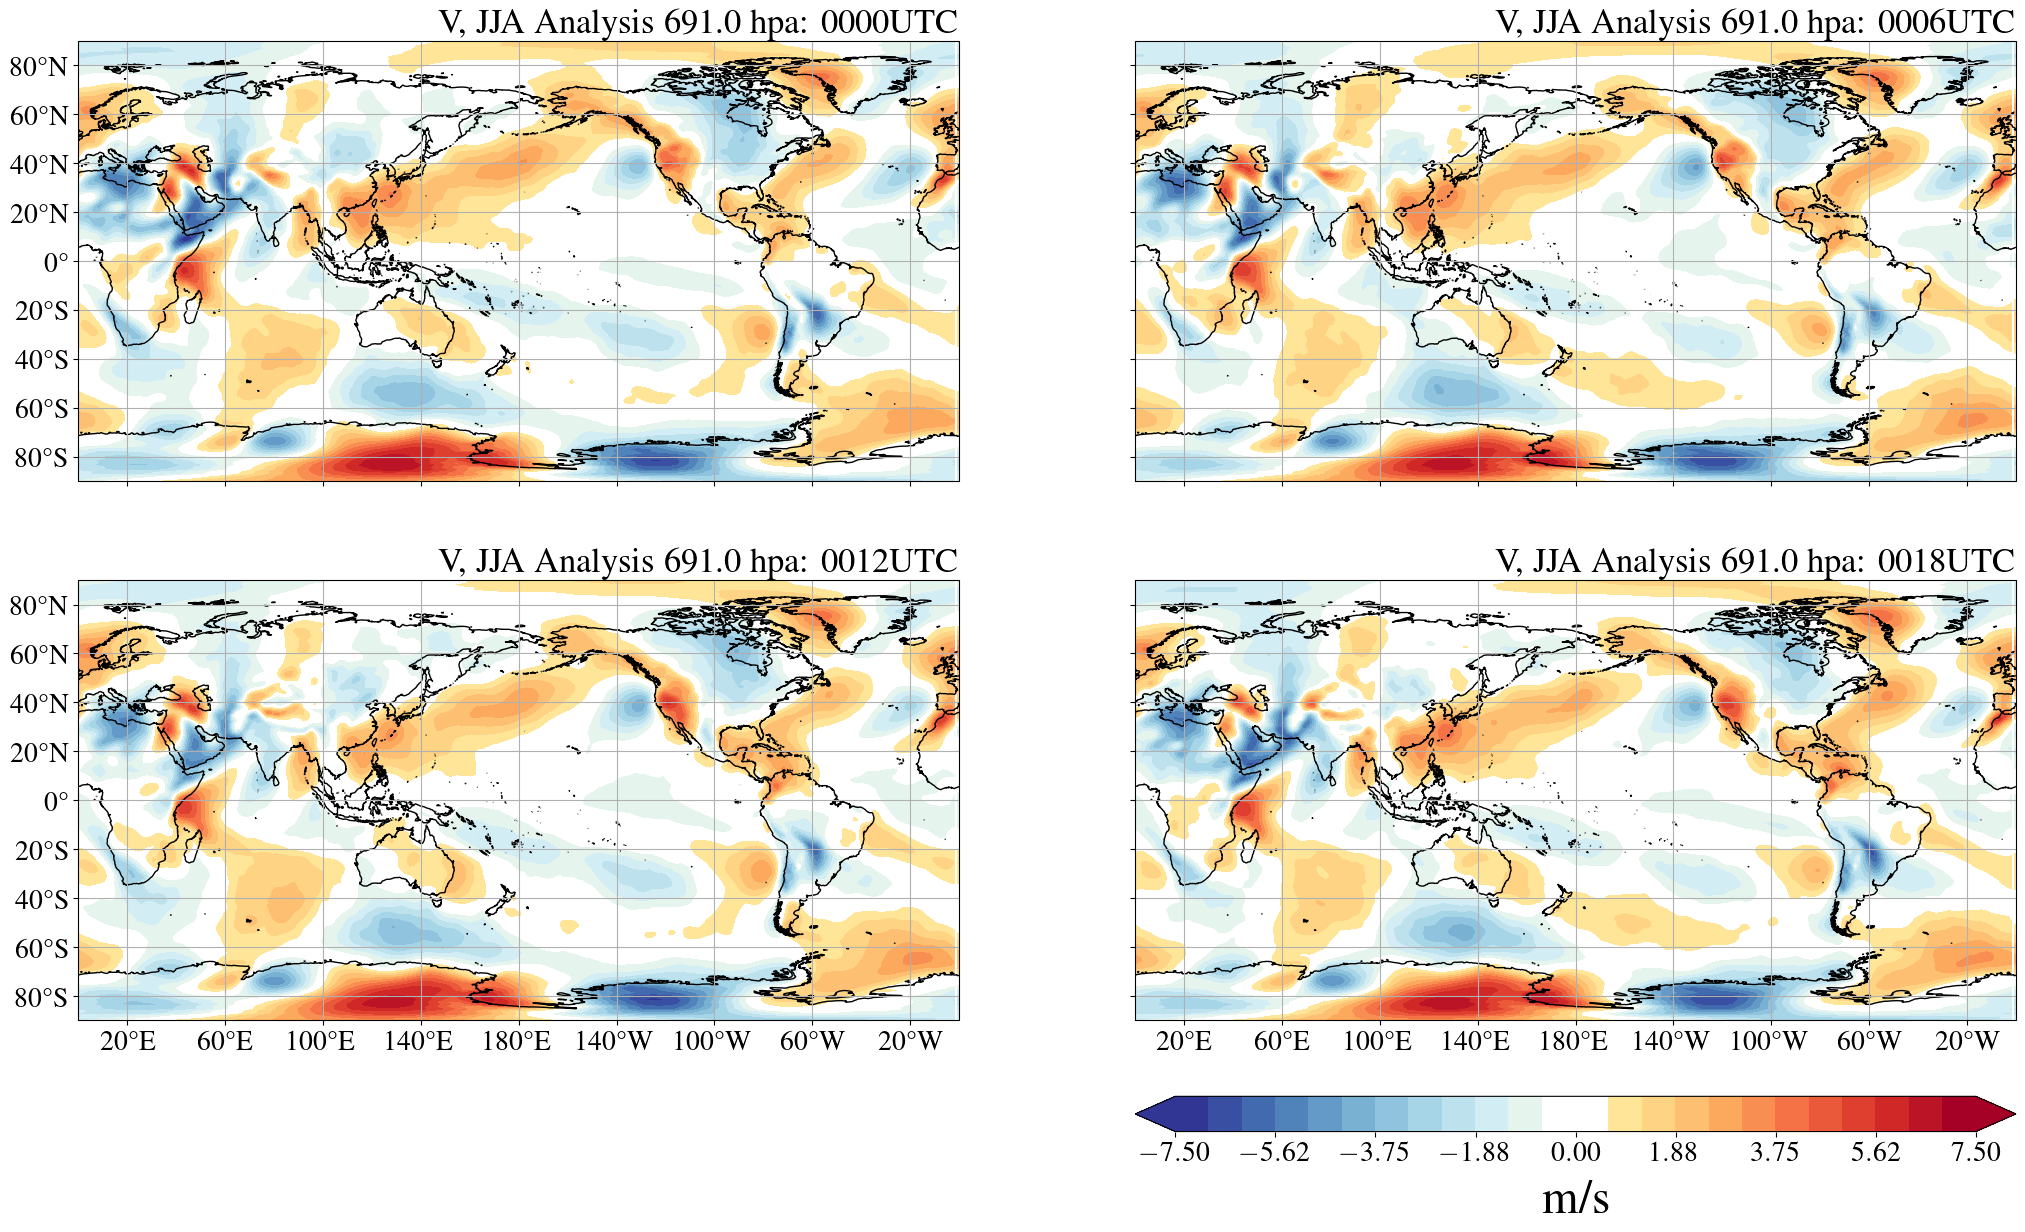 V, JJA Analysis 691.0 hpa: 0000UTC
V, JJA Analysis 691.0 hpa: 0006UTC
80°N
60°N
40°N
20°N
0°
20°S
40°S
60°S
80°S
V, JJA Analysis 691.0 hpa: 0012UTC
V, JJA Analysis 691.0 hpa: 0018UTC
80°N
60°N
40°N
20°N
0°
20°S
40°S
60°S
80°S
20°E 60°E 100°E 140°E 180°E 140°W 100°W 60°W 20°W
20°E 60°E 100°E 140°E 180°E 140°W 100°W 60°W 20°W
−7.50 −5.62 −3.75 −1.88 0.00 1.88 3.75 5.62 7.50
m/s